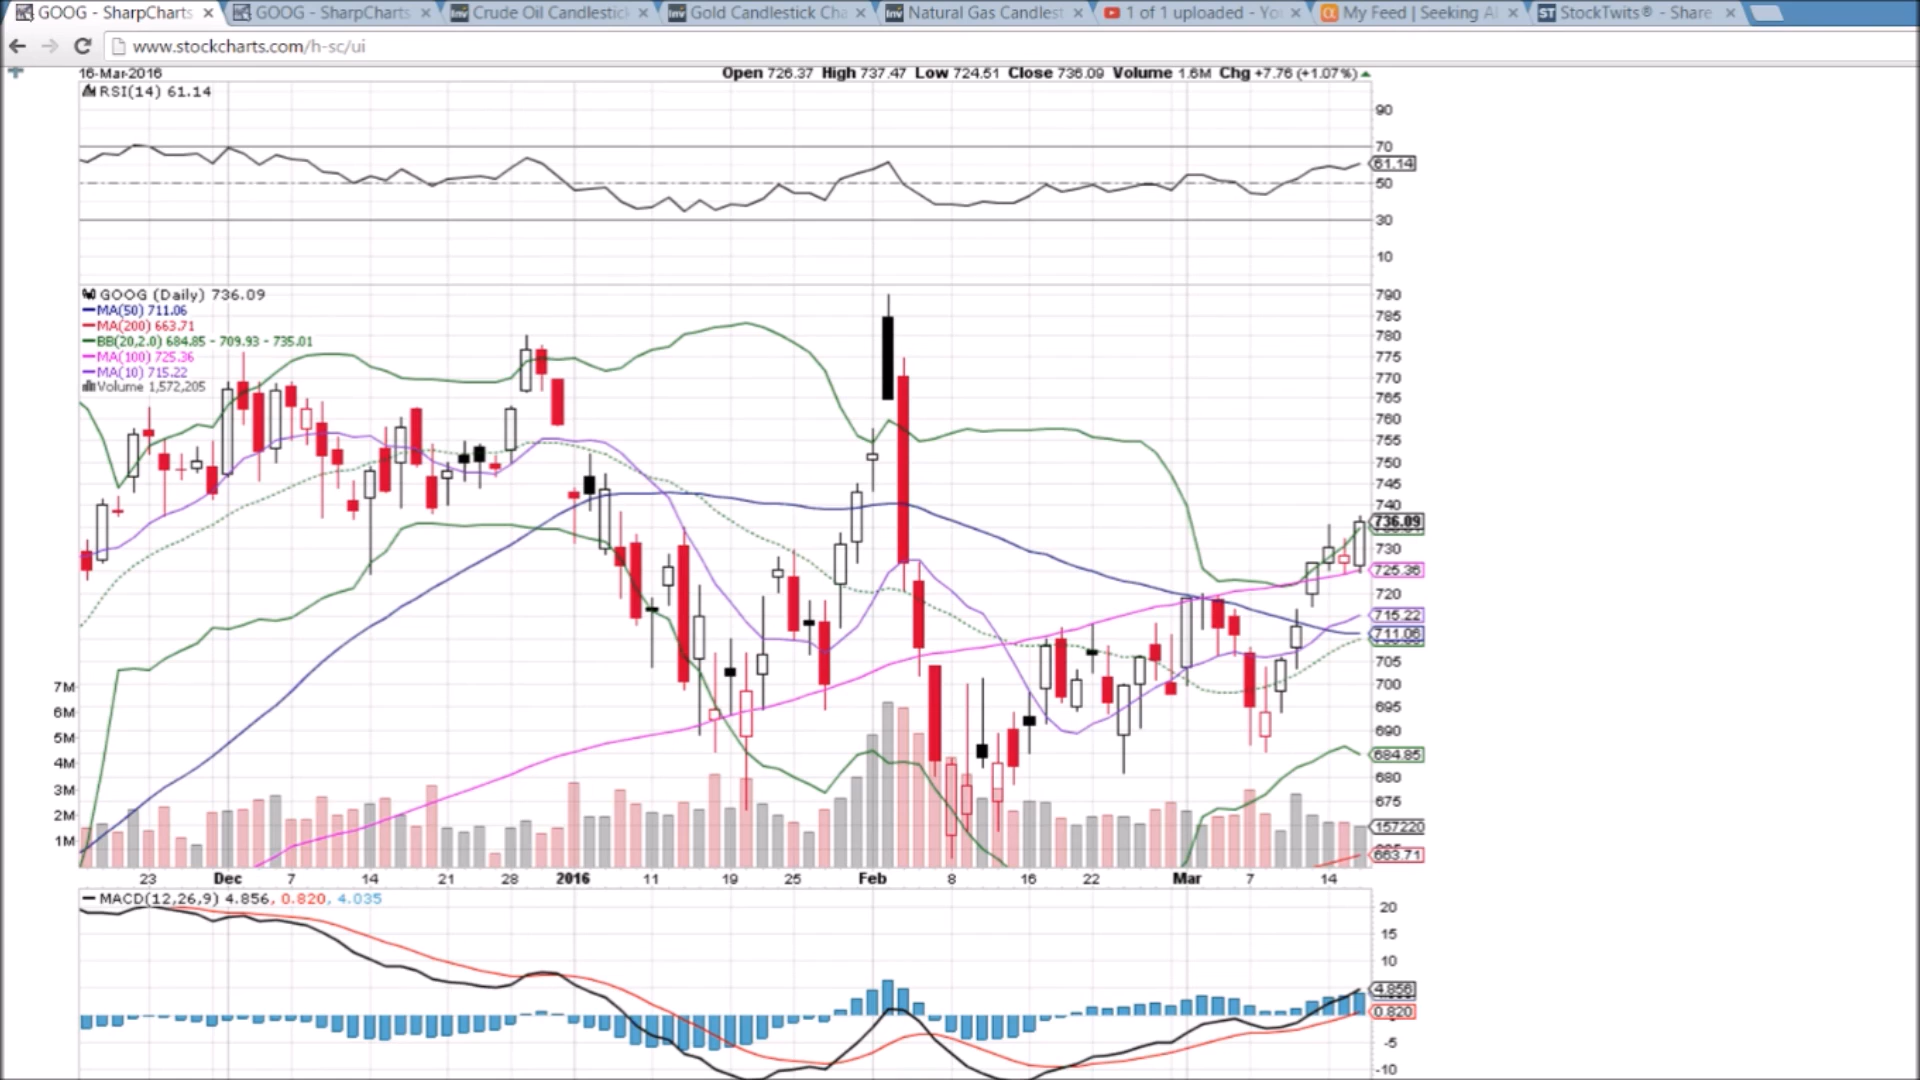 GOOG - SharpCharts GOOG - SharpCharts Crude Oil Candlestick Gold Candlestick Cha Natural Gas Candlest 1 of 1 uploaded - You My Feed | Seeking Al StockTwits® - Share
www.stockcharts.com/h-sc/ui
16-Mar-2016 Open 726.37 High 737.47 Low 724.51 Close 736.09 Volume 1.6M Chg +7.76 (+1.07%)
RSI(14) 61.14
90
70
61.14
50
30
10
GOOG (Daily) 736.09
MA(50) 711.06
MA(200) 663.71
BB(20,2.0) 684.85 - 709.93 - 735.01
MA(100) 725.36
MA(10) 715.22
Volume 1,572,205
790
785
780
775
770
765
760
755
750
745
740
736.09
730
725.36
720
715.22
711.06
705
700
695
690
684.85
680
675
157220
663.71
7M
6M
5M
4M
3M
2M
1M
23 Dec 7 14 21 28 2016 11 19 25 Feb 8 16 22 Mar 7 14
MACD(12,26,9) 4.856, 0.820, 4.035
20
15
10
4.856
0.820
-5
-10